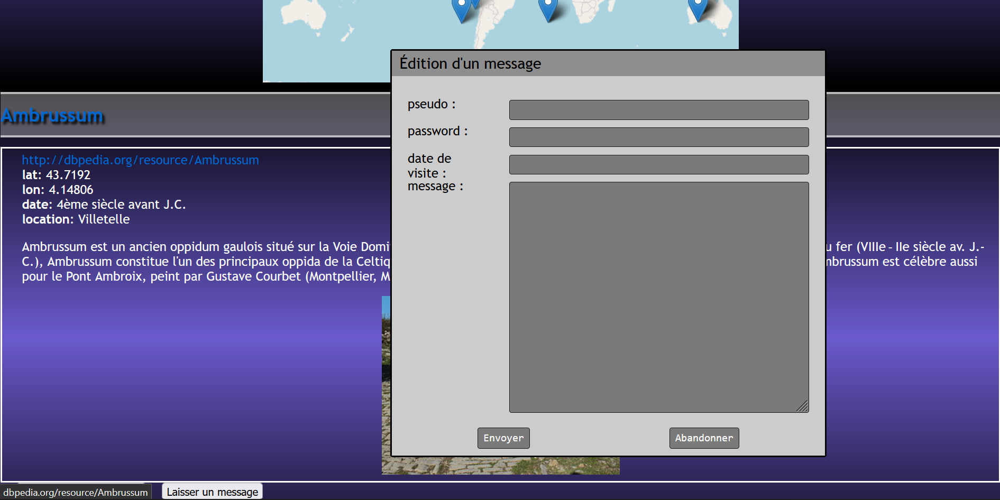 Édition d'un message
pseudo :
password :
date de
visite :
message :
Envoyer
Abandonner
Ambrussum
http://dbpedia.org/resource/Ambrussum
lat: 43.7192
lon: 4.14806
date: 4ème siècle avant J.C.
location: Villetelle
Ambrussum est un ancien oppidum gaulois situé sur la Voie fer (VIIIe - IIe siècle av. J.-
C.), Ambrussum constitue l'un des principaux oppida de la est célèbre aussi
pour le Pont Ambroix, peint par Gustave Courbet (Montpellier,
dbpedia.org/resource/Ambrussum
Laisser un message